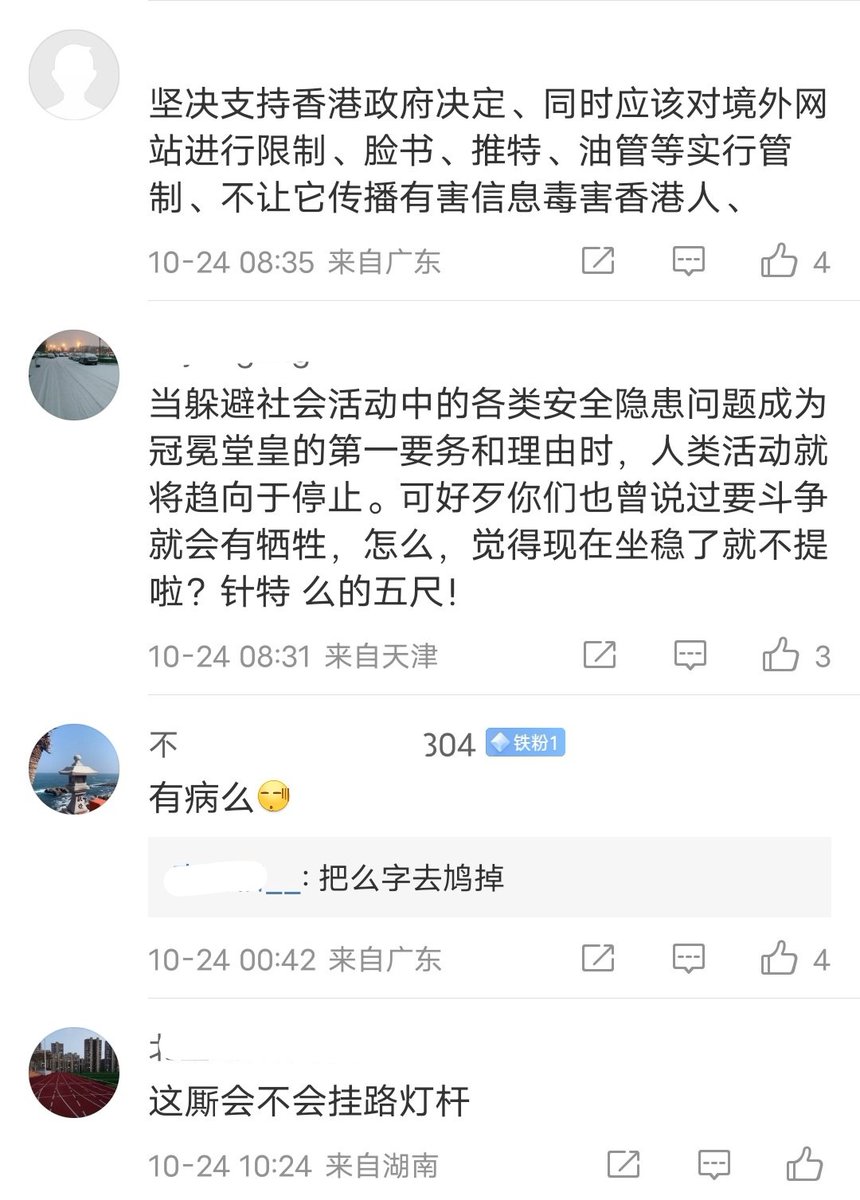 坚决支持香港政府决定、同时应该对境外网
站进行限制、脸书、推特、油管等实行管
制、不让它传播有害信息毒害香港人、
10-24 08:35 来自广东
4
当躲避社会活动中的各类安全隐患问题成为
冠冕堂皇的第一要务和理由时，人类活动就
将趋向于停止。可好歹你们也曾说过要斗争
就会有牺牲，怎么，觉得现在坐稳了就不提
啦？针特 么的五尺！
10-24 08:31 来自天津
3
不 304 铁粉1
有病么
: 把么字去鸠掉
10-24 00:42 来自广东
4
这厮会不会挂路灯杆
10-24 10:24 来自湖南